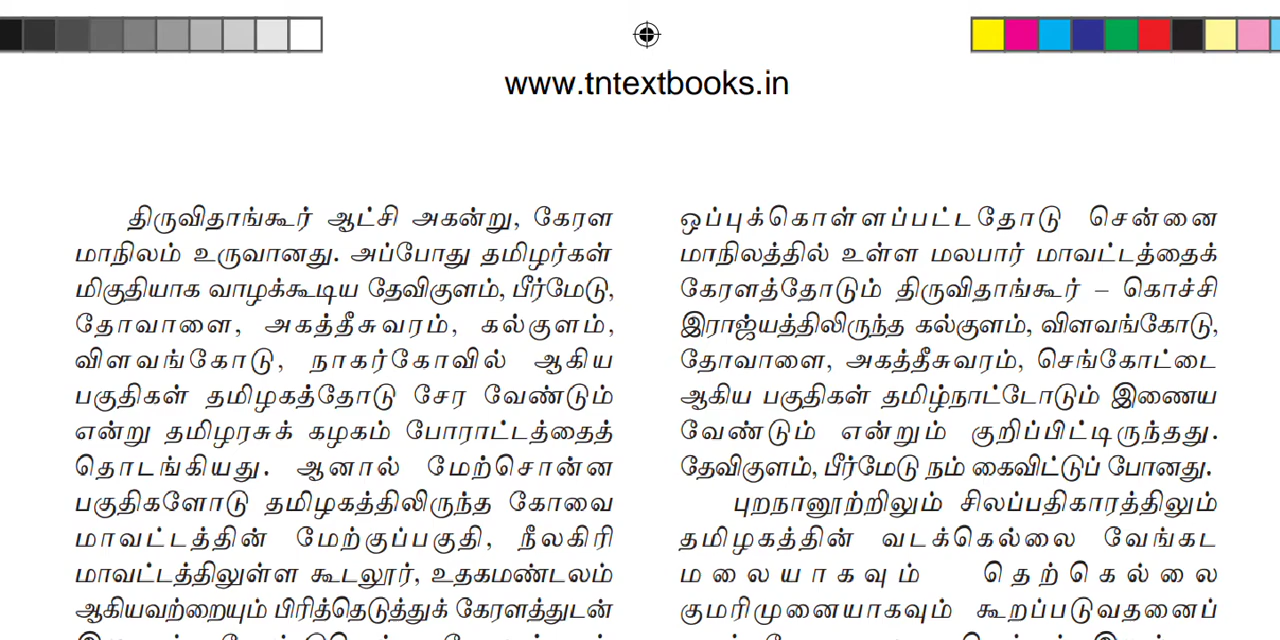 www.tntextbooks.in
திருவிதாங்கூர் ஆட்சி அகன்று, கேரள
மாநிலம் உருவானது. அப்போது தமிழர்கள்
மிகுதியாக வாழக்கூடிய தேவிகுளம், பீர்மேடு,
தோவாளை, அகத்தீசுவரம், கல்குளம்,
விளவங்கோடு, நாகர்கோவில் ஆகிய
பகுதிகள் தமிழகத்தோடு சேர வேண்டும்
என்று தமிழரசுக் கழகம் போராட்டத்தைத்
தொடங்கியது. ஆனால் மேற்சொன்ன
பகுதிகளோடு தமிழகத்திலிருந்த கோவை
மாவட்டத்தின் மேற்குப்பகுதி, நீலகிரி
மாவட்டத்திலுள்ள கூடலூர், உதகமண்டலம்
ஆகியவற்றையும் பிரித்தெடுத்துக் கேரளத்துடன்
ஒப்புக்கொள்ளப்பட்டதோடு சென்னை
மாநிலத்தில் உள்ள மலபார் மாவட்டத்தைக்
கேரளத்தோடும் திருவிதாங்கூர் – கொச்சி
இராஜ்யத்திலிருந்த கல்குளம், விளவங்கோடு,
தோவாளை, அகத்தீசுவரம், செங்கோட்டை
ஆகிய பகுதிகள் தமிழ்நாட்டோடும் இணைய
வேண்டும் என்றும் குறிப்பிட்டிருந்தது.
தேவிகுளம், பீர்மேடு நம் கைவிட்டுப் போனது.
புறநானூற்றிலும் சிலப்பதிகாரத்திலும்
தமிழகத்தின் வடக்கெல்லை வேங்கட
மலையாகவும் தெற்கெல்லை
குமரிமுனையாகவும் கூறப்படுவதனைப்